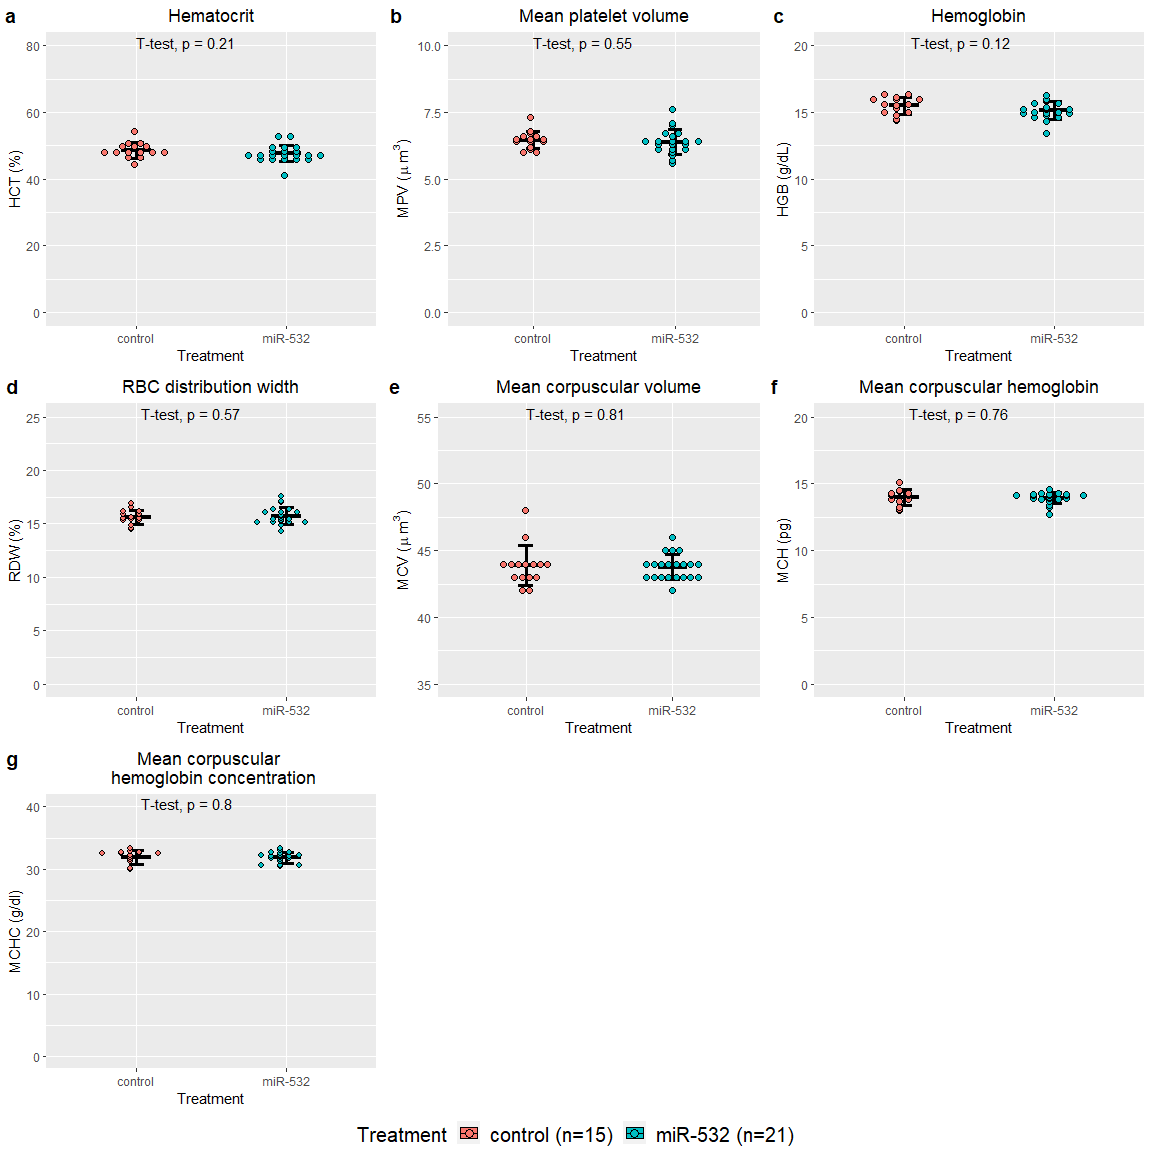 a
Hematocrit
T-test, p = 0.21
HCT (%)
80
60
40
20
0
control
miR-532
Treatment
b
Mean platelet volume
T-test, p = 0.55
MPV (μm³)
10.0
7.5
5.0
2.5
0.0
control
miR-532
Treatment
c
Hemoglobin
T-test, p = 0.12
HGB (g/dL)
20
15
10
5
0
control
miR-532
Treatment
d
RBC distribution width
T-test, p = 0.57
RDW (%)
25
20
15
10
5
0
control
miR-532
Treatment
e
Mean corpuscular volume
T-test, p = 0.81
MCV (μm³)
55
50
45
40
35
control
miR-532
Treatment
f
Mean corpuscular hemoglobin
T-test, p = 0.76
MCH (pg)
20
15
10
5
0
control
miR-532
Treatment
g
Mean corpuscular
hemoglobin concentration
T-test, p = 0.8
MCHC (g/dl)
40
30
20
10
0
control
miR-532
Treatment
Treatment control (n=15) miR-532 (n=21)